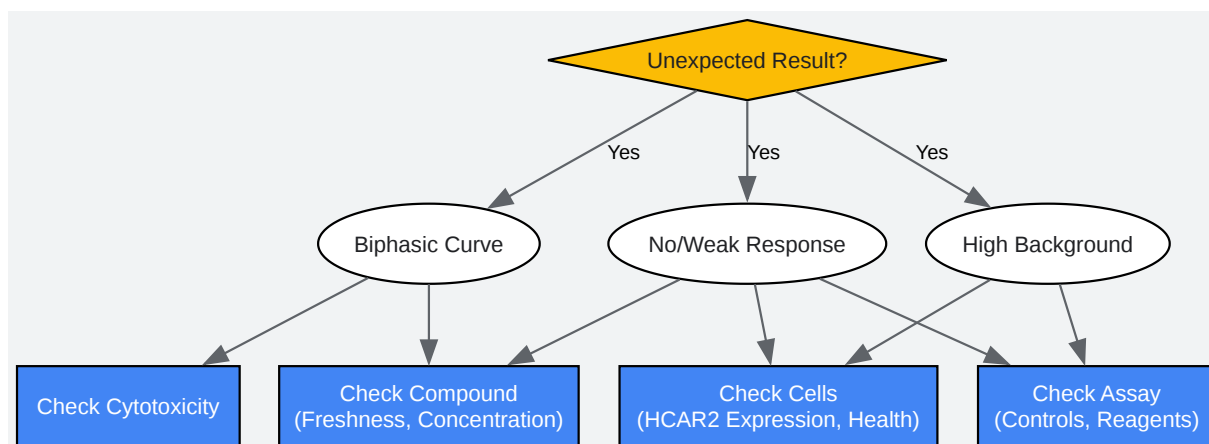 Unexpected Result?
Yes
Yes
Yes
Biphasic Curve
No/Weak Response
High Background
Check Cytotoxicity
Check Compound
(Freshness, Concentration)
Check Cells
(HCAR2 Expression, Health)
Check Assay
(Controls, Reagents)